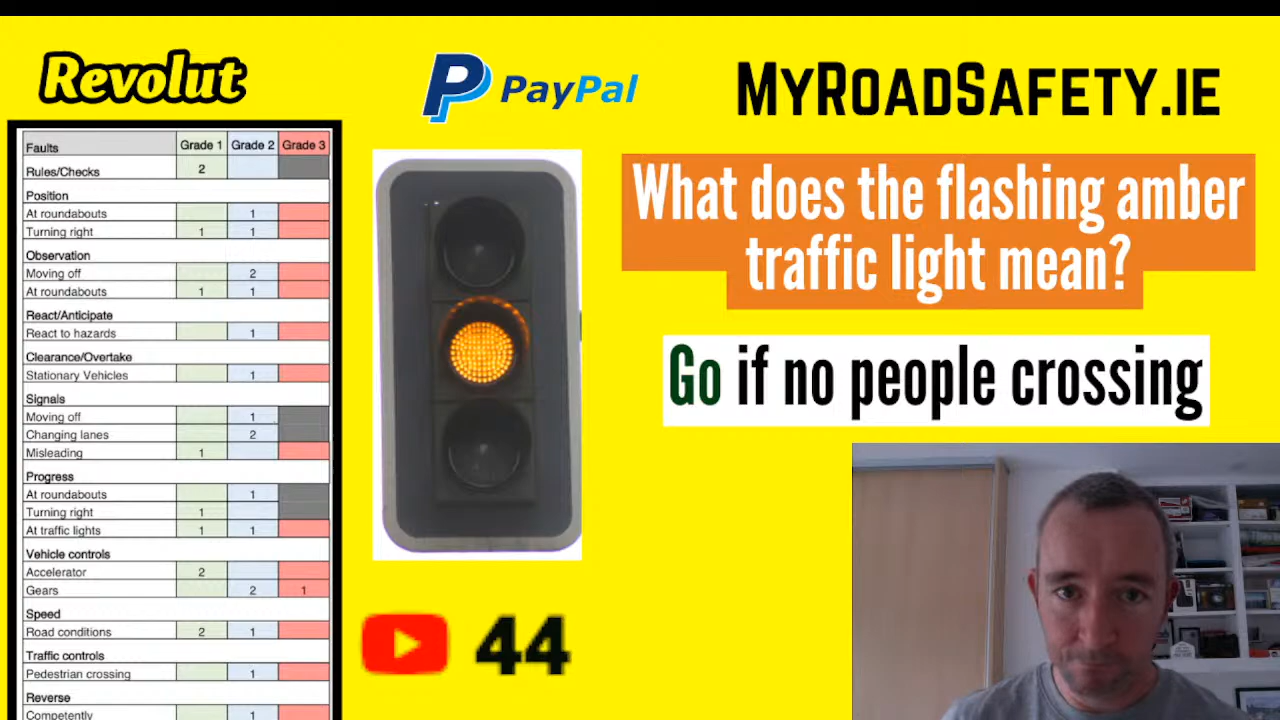 Revolut
PayPal
MyRoadSafety.ie
Faults Grade 1 Grade 2 Grade 3
Rules/Checks 2
Position
At roundabouts 1
Turning right 1 1
Observation
Moving off 2
At roundabouts 1 1
React/Anticipate
React to hazards 1
Clearance/Overtake
Stationary Vehicles 1
Signals
Moving off 1
Changing lanes 2
Misleading 1
Progress
At roundabouts 1
Turning right 1
At traffic lights 1 1
Vehicle controls
Accelerator 2
Gears 2 1
Speed
Road conditions 2 1
Traffic controls
Pedestrian crossing 1
Reverse
Competently 1
What does the flashing amber
traffic light mean?
Go if no people crossing
44